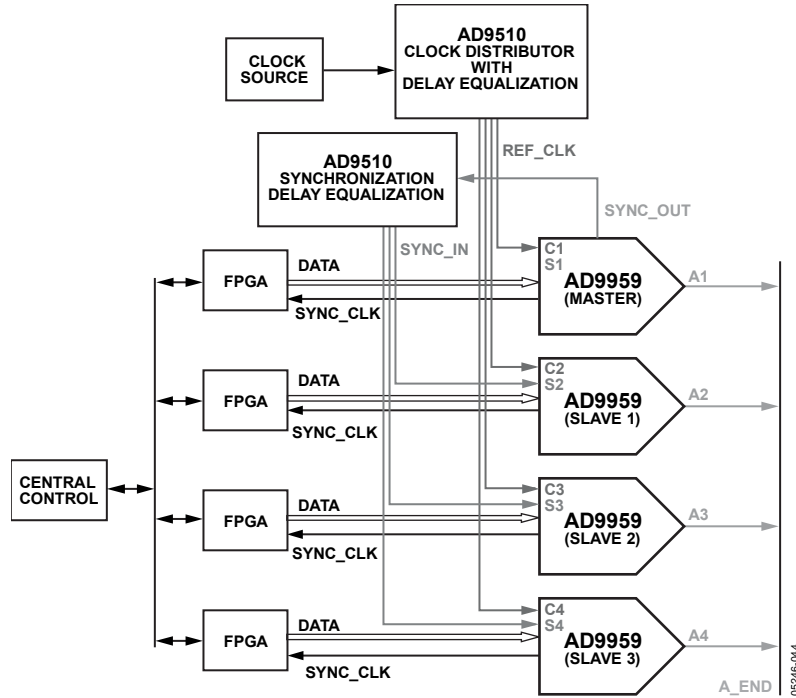 AD9510
CLOCK DISTRIBUTOR
WITH
DELAY EQUALIZATION
CLOCK
SOURCE
REF_CLK
AD9510
SYNCHRONIZATION
DELAY EQUALIZATION
SYNC_OUT
SYNC_IN
FPGA
DATA
SYNC_CLK
C1
S1
AD9959
(MASTER)
A1
FPGA
DATA
SYNC_CLK
C2
S2
AD9959
(SLAVE 1)
A2
CENTRAL
CONTROL
FPGA
DATA
SYNC_CLK
C3
S3
AD9959
(SLAVE 2)
A3
FPGA
DATA
SYNC_CLK
C4
S4
AD9959
(SLAVE 3)
A4
A_END
05246-044